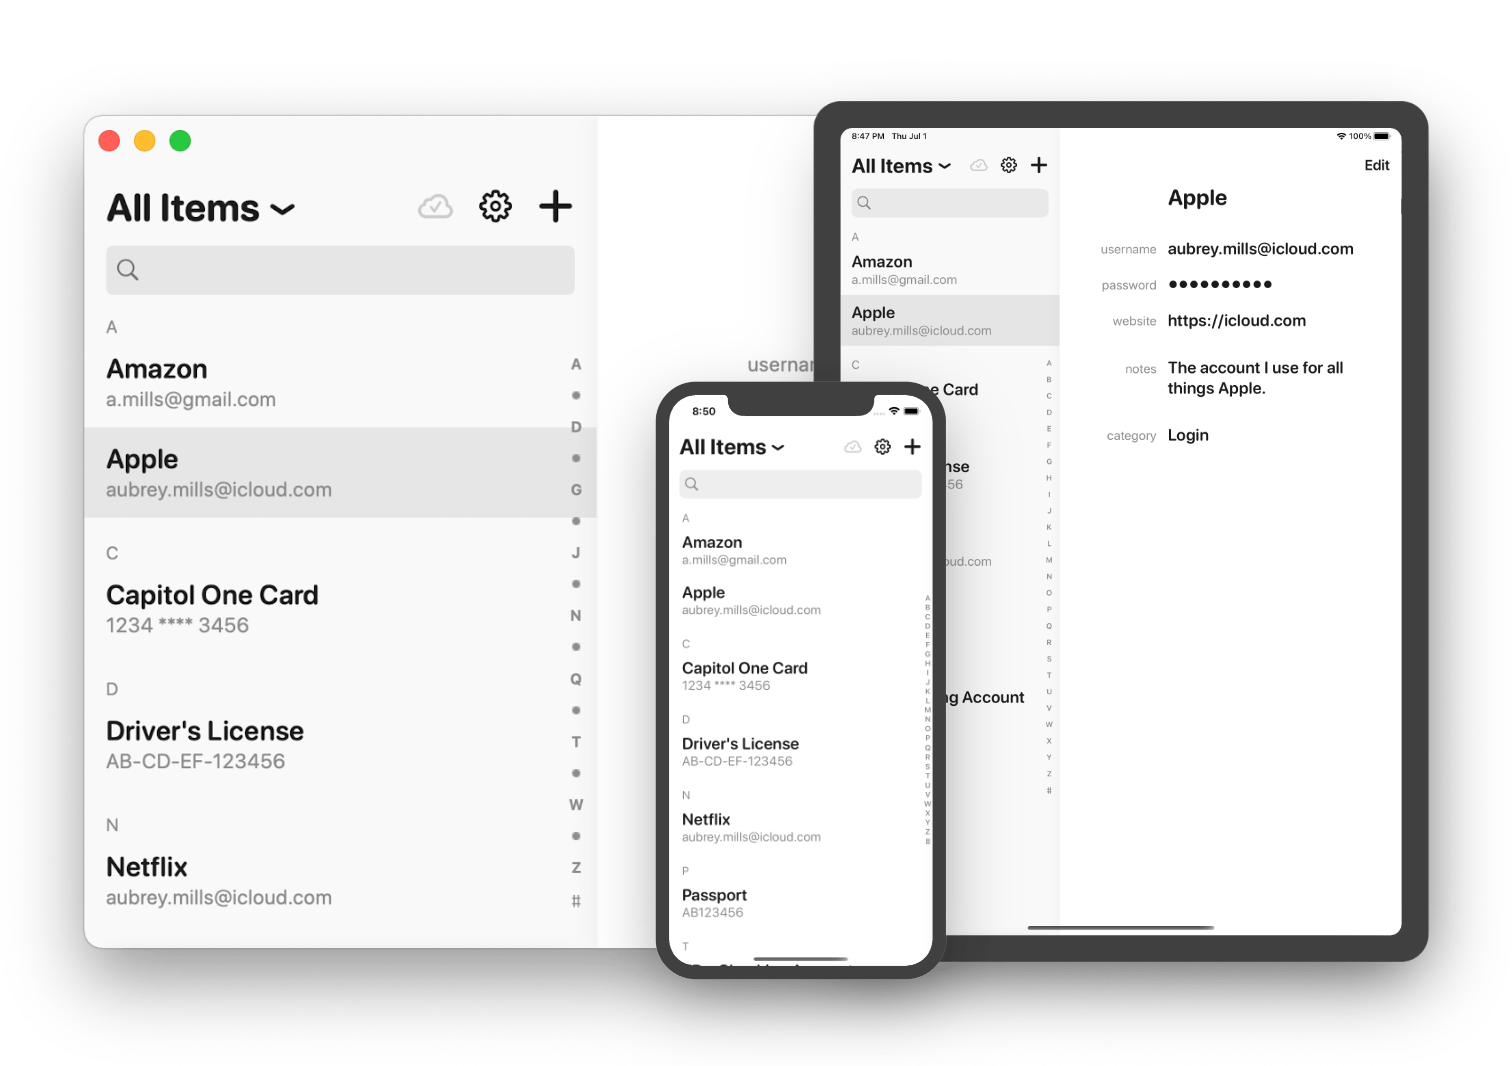 All Items
A
Amazon
a.mills@gmail.com
Apple
aubrey.mills@icloud.com
C
Capitol One Card
1234 **** 3456
D
Driver's License
AB-CD-EF-123456
N
Netflix
aubrey.mills@icloud.com
A
D
G
J
N
Q
T
W
Z
#
usernam
8:50
All Items
A
Amazon
a.mills@gmail.com
Apple
aubrey.mills@icloud.com
C
Capitol One Card
1234 **** 3456
D
Driver's License
AB-CD-EF-123456
N
Netflix
aubrey.mills@icloud.com
P
Passport
AB123456
T
A
B
C
D
E
F
G
H
I
J
K
L
M
N
O
P
Q
R
S
T
U
V
W
X
Y
Z
#
8:47 PM Thu Jul 1
100%
All Items
A
Amazon
a.mills@gmail.com
Apple
aubrey.mills@icloud.com
C
ne Card
nse
56
oud.com
ng Account
A
B
C
D
E
F
G
H
I
J
K
L
M
N
O
P
Q
R
S
T
U
V
W
X
Y
Z
#
Edit
Apple
username aubrey.mills@icloud.com
password ●●●●●●●●●●
website https://icloud.com
notes The account I use for all
things Apple.
category Login